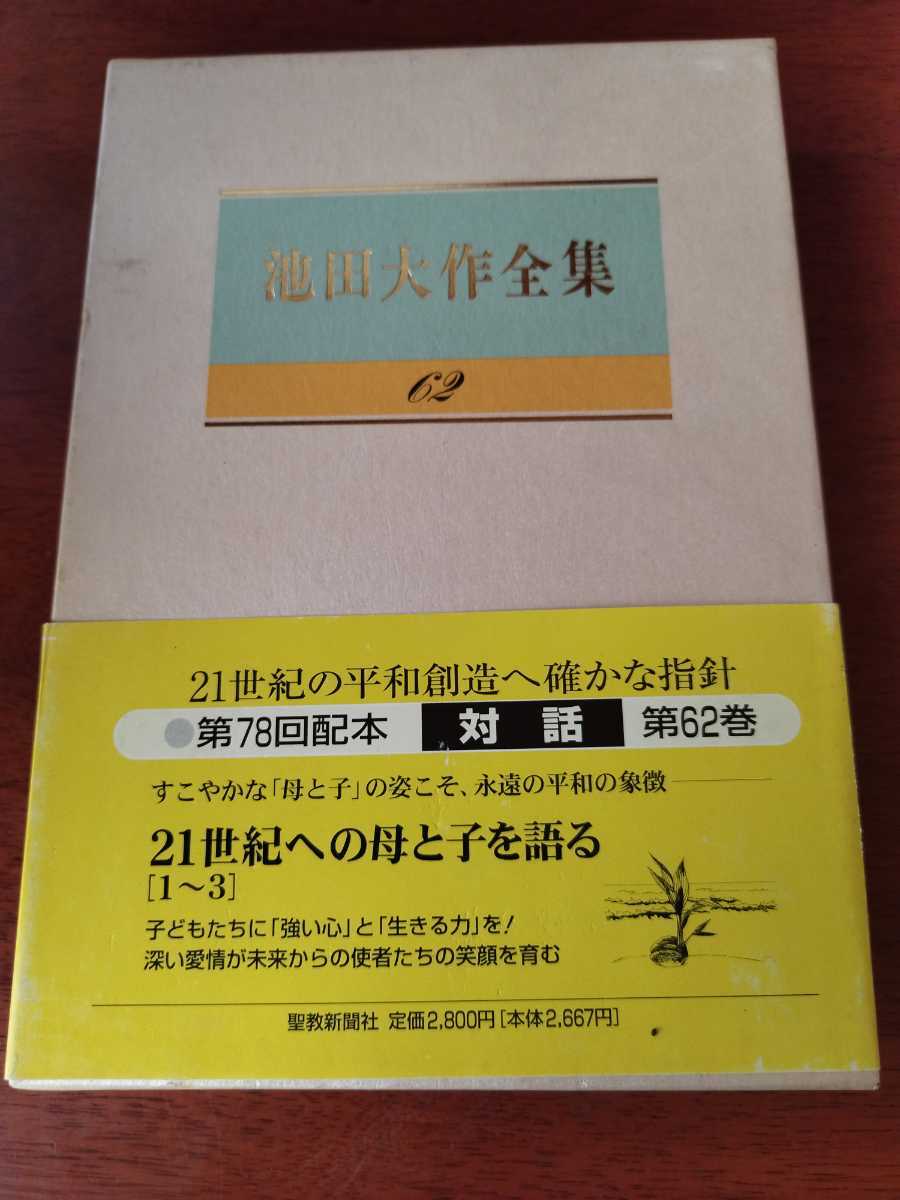 池田大作全集
62
21世紀の平和創造へ確かな指針
●第78回配本 対話 第62巻
すこやかな「母と子」の姿こそ、永遠の平和の象徴――
21世紀への母と子を語る
[1〜3]
子どもたちに「強い心」と「生きる力」を!
深い愛情が未来からの使者たちの笑顔を育む
聖教新聞社 定価2,800円[本体2,667円]